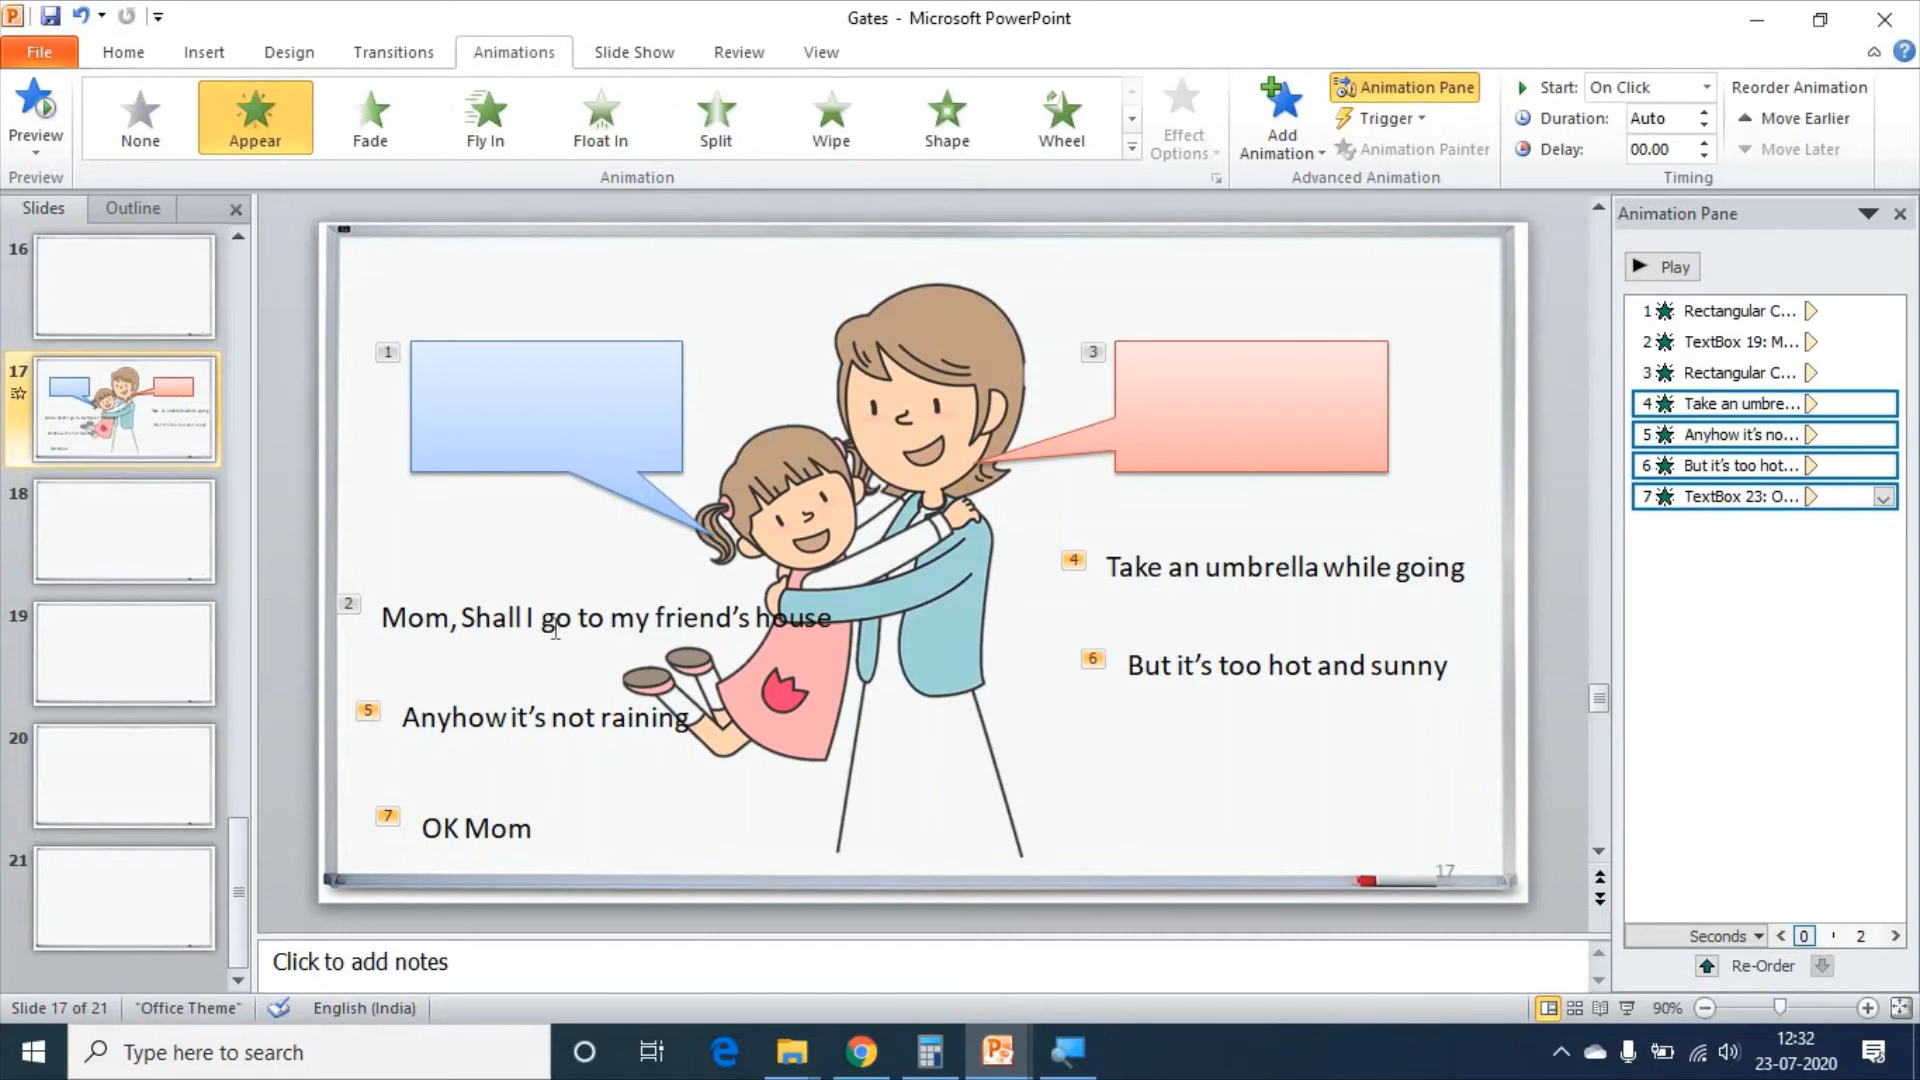 Gates - Microsoft PowerPoint
File Home Insert Design Transitions Animations Slide Show Review View
Preview
Preview
None Appear Fade Fly In Float In Split Wipe Shape Wheel
Animation
Effect Options
Add Animation
Animation Pane
Trigger
Animation Painter
Advanced Animation
Start: On Click
Duration: Auto
Delay: 00.00
Reorder Animation
Move Earlier
Move Later
Timing
Slides Outline
16
17
18
19
20
21
1
3
4 Take an umbrella while going
2 Mom, Shall I go to my friend's house
6 But it's too hot and sunny
5 Anyhow it's not raining
7 OK Mom
17
Click to add notes
Animation Pane
Play
1 Rectangular C...
2 TextBox 19: M...
3 Rectangular C...
4 Take an umbre...
5 Anyhow it's no...
6 But it's too hot...
7 TextBox 23: O...
Seconds 0 2
Re-Order
Slide 17 of 21 "Office Theme" English (India) 90%
Type here to search
12:32
23-07-2020